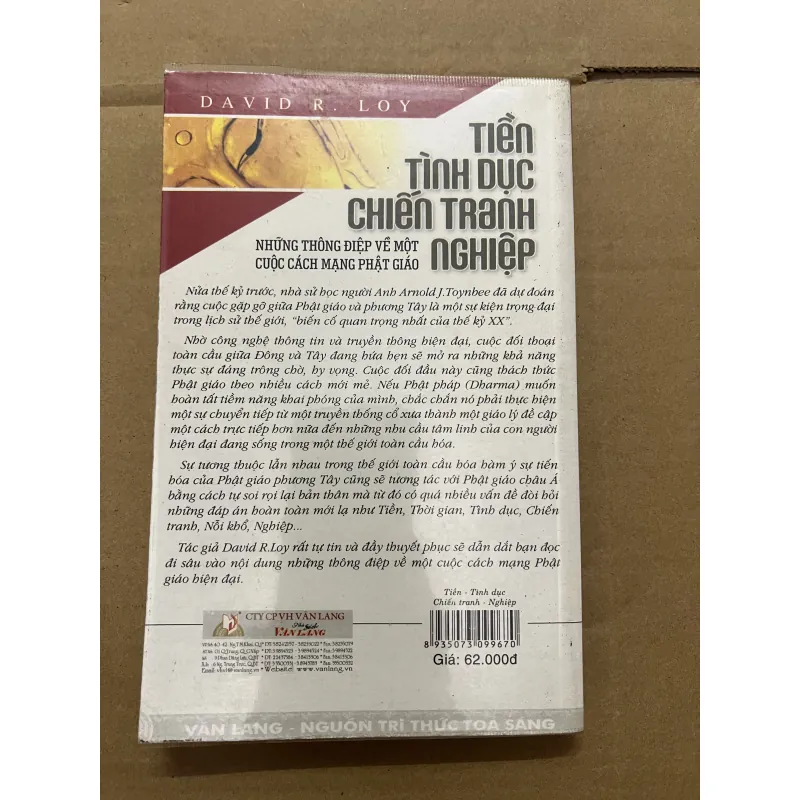 DAVID R. LOY
TIỀN
TÌNH DỤC
CHIẾN TRANH
NGHIỆP
NHỮNG THÔNG ĐIỆP VỀ MỘT
CUỘC CÁCH MẠNG PHẬT GIÁO
Nửa thế kỷ trước, nhà sử học người Anh Arnold J.Toynbee đã dự đoán
rằng cuộc gặp gỡ giữa Phật giáo và phương Tây là một sự kiện trọng đại
trong lịch sử thế giới, "biến cố quan trọng nhất của thế kỷ XX".
Nhờ công nghệ thông tin và truyền thông hiện đại, cuộc đối thoại
toàn cầu giữa Đông và Tây đang hứa hẹn sẽ mở ra những khả năng
thực sự đáng trông chờ, hy vọng. Cuộc đối đầu này cũng thách thức
Phật giáo theo nhiều cách mới mẻ. Nếu Phật pháp (Dharma) muốn
hoàn tất tiềm năng khai phóng của mình, chắc chắn nó phải thực hiện
một sự chuyển tiếp từ một truyền thống cổ xưa thành một giáo lý đề cập
một cách trực tiếp hơn nữa đến những nhu cầu tâm linh của con người
hiện đại đang sống trong một thế giới toàn cầu hóa.
Sự tương thuộc lẫn nhau trong thế giới toàn cầu hóa hàm ý sự tiến
hóa của Phật giáo phương Tây cũng sẽ tương tác với Phật giáo châu Á
bằng cách tự soi rọi lại bản thân mà từ đó có quá nhiều vấn đề đòi hỏi
những đáp án hoàn toàn mới lạ như Tiền, Thời gian, Tình dục, Chiến
tranh, Nỗi khổ, Nghiệp...
Tác giả David R.Loy rất tự tin và đầy thuyết phục sẽ dẫn dắt bạn đọc
đi sâu vào nội dung những thông điệp về một cuộc cách mạng Phật
giáo hiện đại.
Tiền - Tình dục
Chiến tranh - Nghiệp
CTY CP VH VĂN LANG
Nhà sách
VĂN LANG
Website: www.vanlang.vn
8 935073 099670
Giá: 62.000đ
VĂN LANG - NGUỒN TRI THỨC TỎA SÁNG